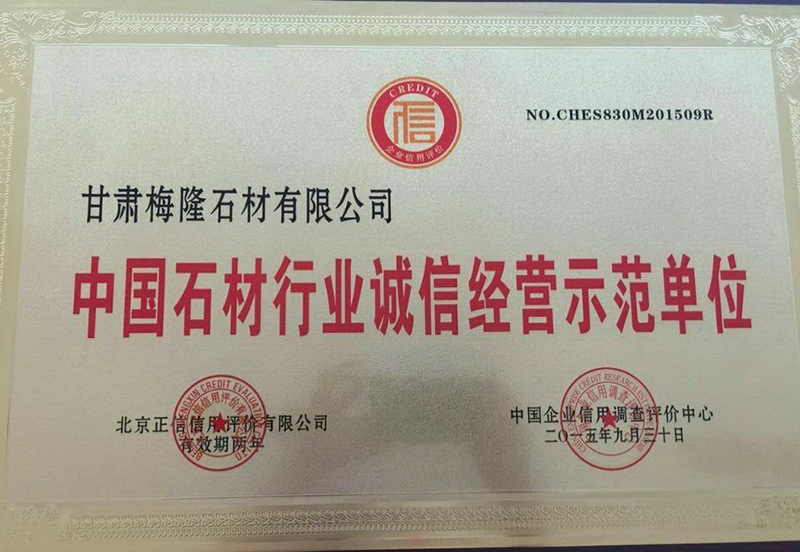 CREDIT
信
企业信用评价
NO.CHES830M201509R
甘肃梅隆石材有限公司
中国石材行业诚信经营示范单位
北京正信信用评价有限公司
有效期两年
中国企业信用调查评价中心
二〇一五年九月三十日